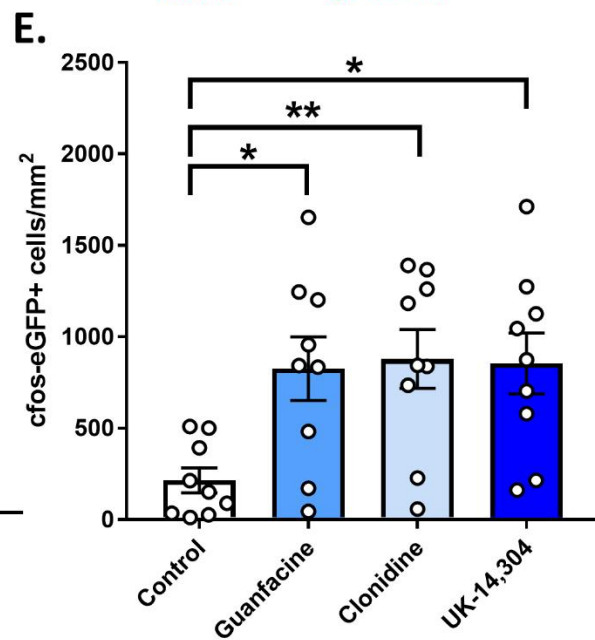 E.
cfos-eGFP+ cells/mm²
2500
2000
1500
1000
500
0
*
**
*
Control
Guanfacine
Clonidine
UK-14,304